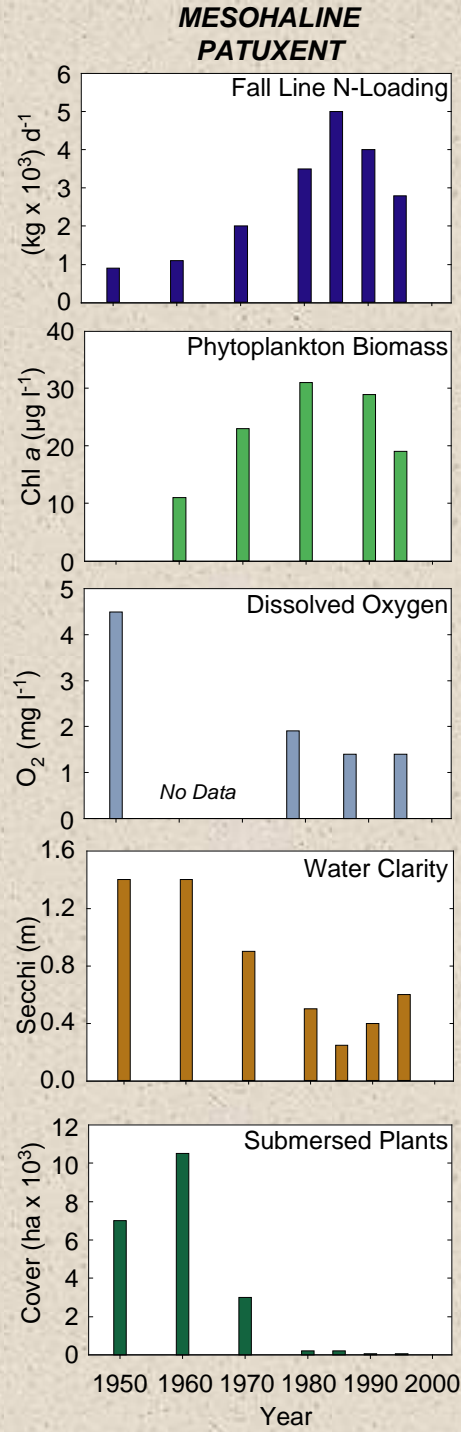 MESOHALINE
PATUXENT
Fall Line N-Loading
(kg x 10³) d⁻¹
6
5
4
3
2
1
0
Phytoplankton Biomass
Chl a (µg l⁻¹)
40
30
20
10
0
Dissolved Oxygen
O₂ (mg l⁻¹)
5
4
3
2
1
0
No Data
Water Clarity
Secchi (m)
1.6
1.2
0.8
0.4
0.0
Submersed Plants
Cover (ha x 10³)
12
10
8
6
4
2
0
1950 1960 1970 1980 1990 2000
Year